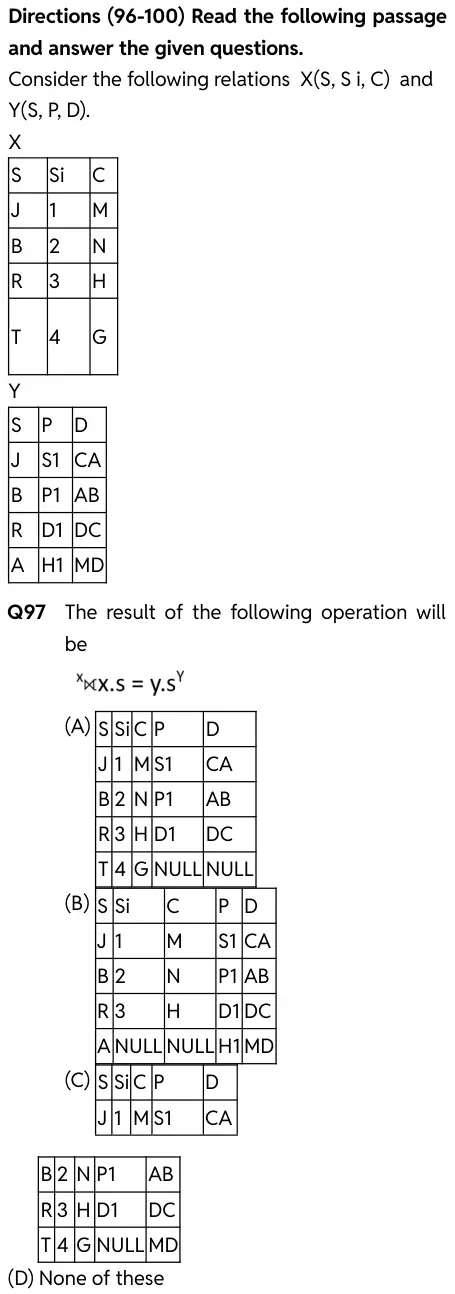 Directions (96-100) Read the following passage
and answer the given questions.
Consider the following relations X(S, S i, C) and
Y(S, P, D).
X
S Si C
J 1 M
B 2 N
R 3 H
T 4 G
Y
S P D
J S1 CA
B P1 AB
R D1 DC
A H1 MD
Q97 The result of the following operation will
be
x⋈x.s = y.sY
(A) S Si C P D
J 1 M S1 CA
B 2 N P1 AB
R 3 H D1 DC
T 4 G NULL NULL
(B) S Si C P D
J 1 M S1 CA
B 2 N P1 AB
R 3 H D1 DC
A NULL NULL H1 MD
(C) S Si C P D
J 1 M S1 CA
B 2 N P1 AB
R 3 H D1 DC
T 4 G NULL MD
(D) None of these